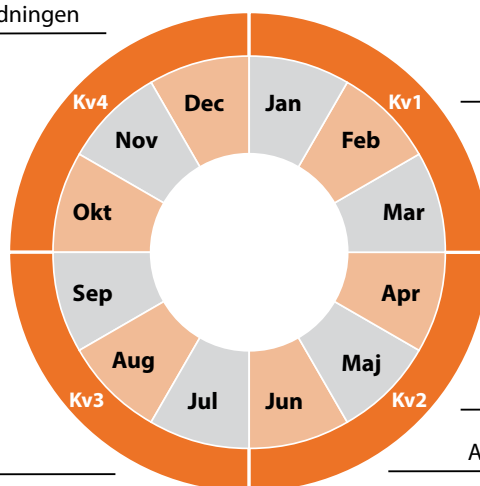 dningen
Kv4
Kv1
Dec
Jan
Nov
Feb
Okt
Mar
Sep
Apr
Aug
Maj
Jul
Jun
Kv3
Kv2
A